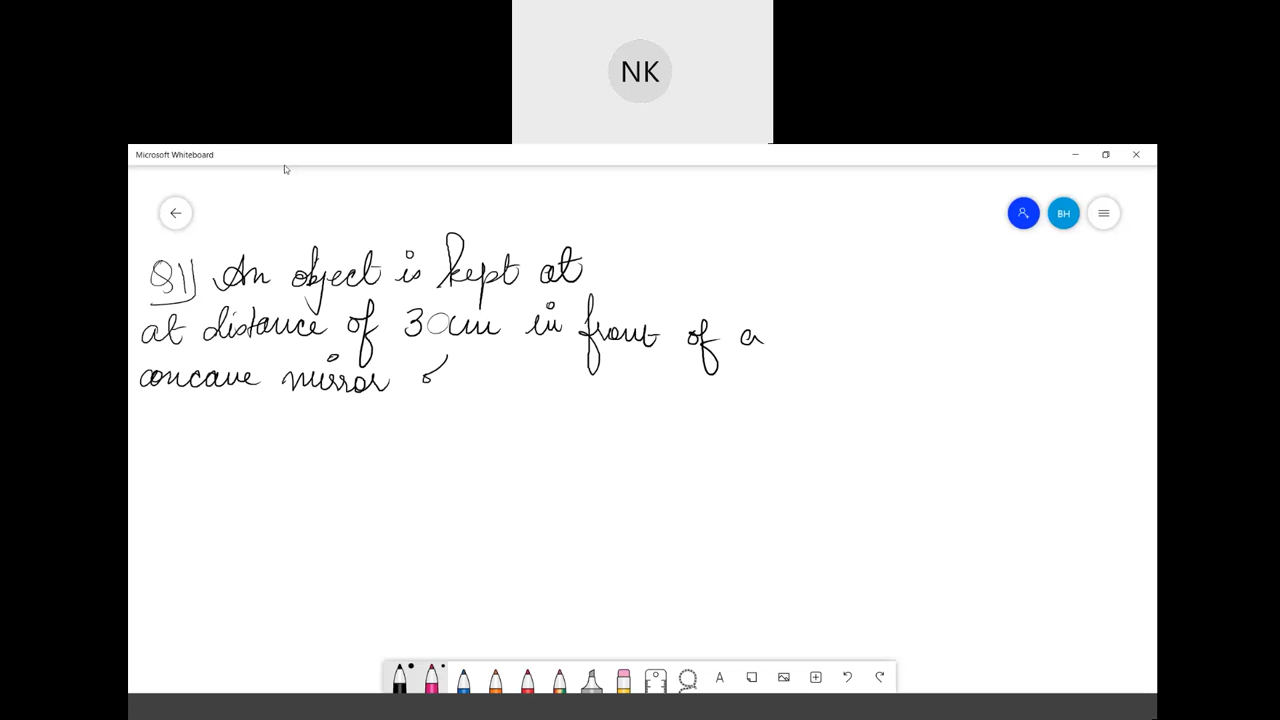 NK
Microsoft Whiteboard
BH
Q1) An object is kept at
at distance of 30cm in front of a
concave mirror o
A